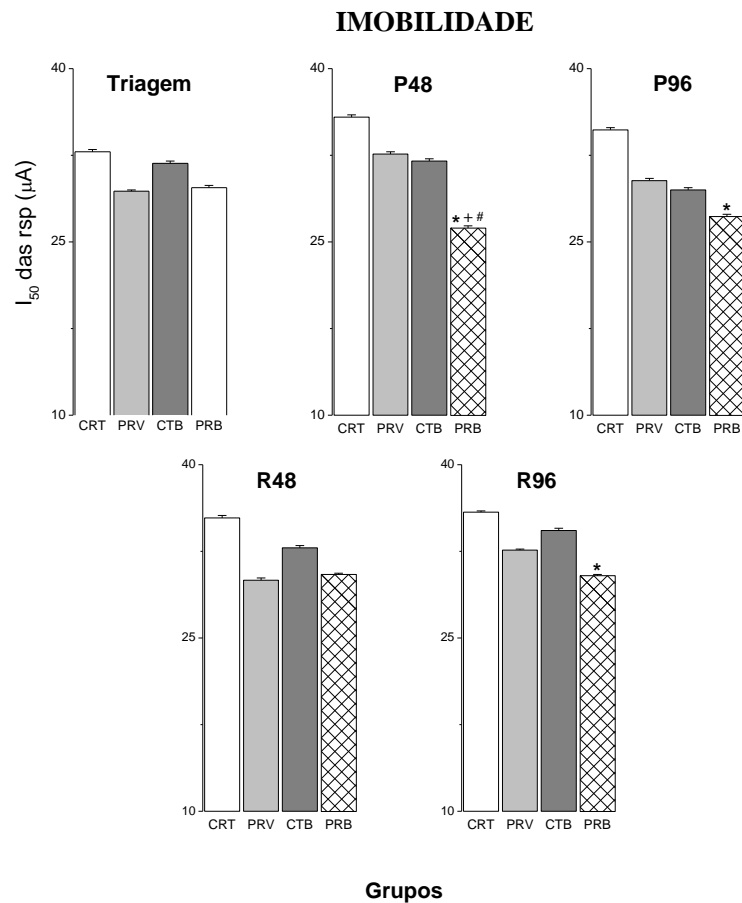 IMOBILIDADE
Triagem
P48
P96
I50 das rsp (µA)
40
25
10
CRT PRV CTB PRB
40
25
10
* + #
CRT PRV CTB PRB
40
25
10
*
CRT PRV CTB PRB
R48
R96
40
25
10
CRT PRV CTB PRB
40
25
10
*
CRT PRV CTB PRB
Grupos